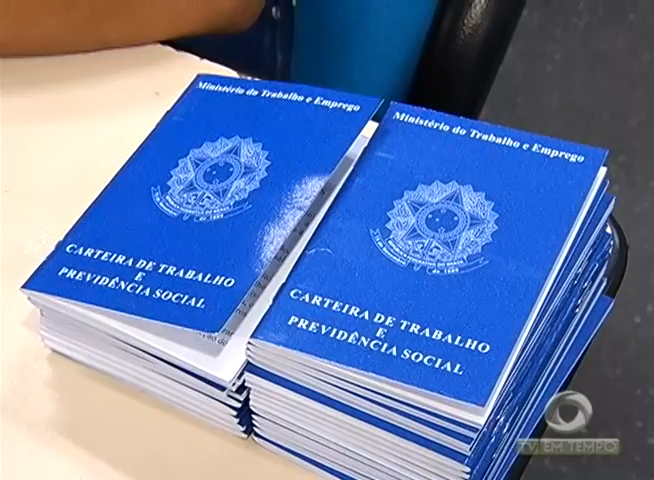 Ministério do Trabalho e Emprego
CARTEIRA DE TRABALHO
E
PREVIDÊNCIA SOCIAL
Ministério do Trabalho e Emprego
CARTEIRA DE TRABALHO
E
PREVIDÊNCIA SOCIAL
TV EM TEMPO